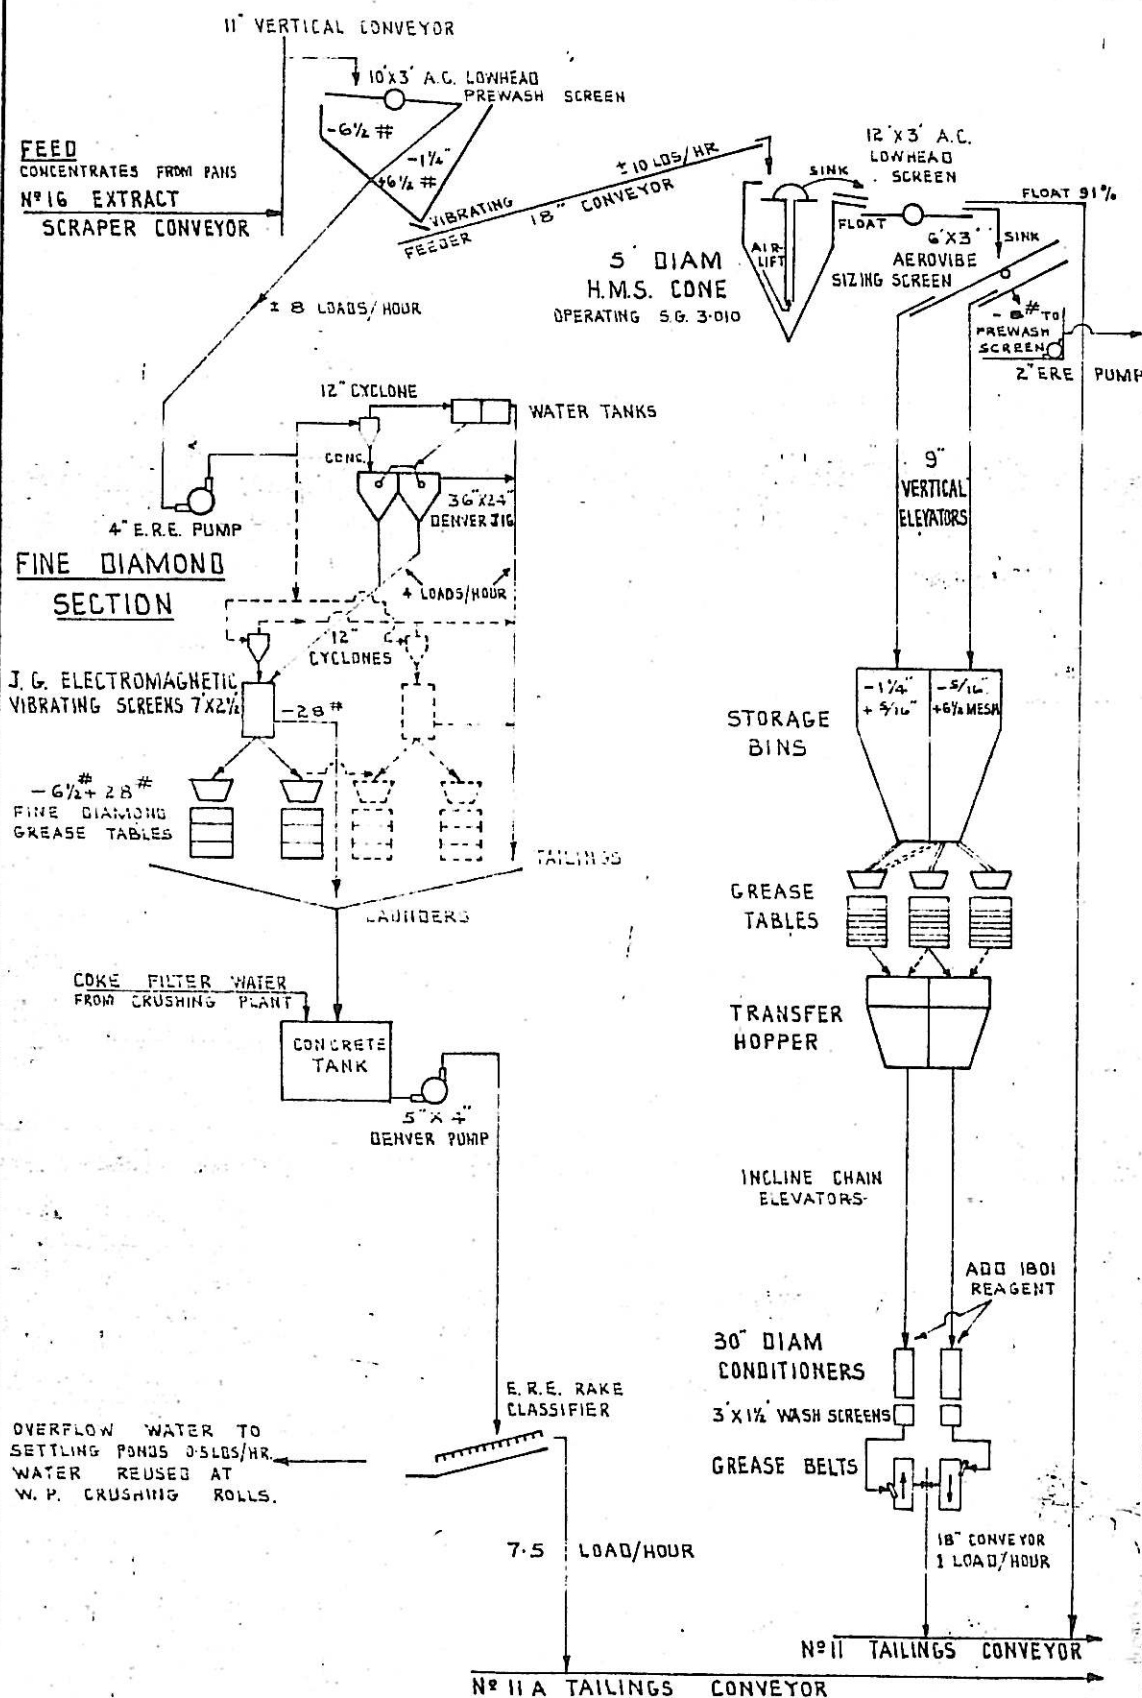 11" VERTICAL CONVEYOR
10'X3' A.C. LOWHEAD
PREWASH SCREEN
-6½ #
-1¼"
+6½ #
FEED
CONCENTRATES FROM PANS
Nº16 EXTRACT
SCRAPER CONVEYOR
VIBRATING
FEEDER
± 10 LDS/HR
18" CONVEYOR
12'X3' A.C.
LOWHEAD
SCREEN
SINK
FLOAT
FLOAT 91%
AIR-
LIFT
5' DIAM
H.M.S. CONE
OPERATING S.G. 3·010
6'X3'
AEROVIBE
SIZING SCREEN
SINK
# TO
PREWASH
SCREEN
2" ERE PUMP
± 8 LOADS/HOUR
12" CYCLONE
WATER TANKS
CONC.
36"X24"
DENVER JIG
4" E.R.E. PUMP
FINE DIAMOND
SECTION
4 LOADS/HOUR
12"
CYCLONES
J.G. ELECTROMAGNETIC
VIBRATING SCREENS 7'X2½'
-28 #
-6½# + 28 #
FINE DIAMOND
GREASE TABLES
TAILINGS
LAUNDERS
9"
VERTICAL
ELEVATORS
STORAGE
BINS
-1¼"
+ 5/16"
-5/16"
+6½ MESH
GREASE
TABLES
TRANSFER
HOPPER
COKE FILTER WATER
FROM CRUSHING PLANT
CONCRETE
TANK
5" X 4"
DENVER PUMP
INCLINE CHAIN
ELEVATORS
ADD 1801
REAGENT
30" DIAM
CONDITIONERS
3'X1½' WASH SCREENS
GREASE BELTS
E.R.E. RAKE
CLASSIFIER
OVERFLOW WATER TO
SETTLING PONDS 0·5LDS/HR.
WATER REUSED AT
W.P. CRUSHING ROLLS.
7·5 LOAD/HOUR
18" CONVEYOR
1 LOAD/HOUR
Nº11 TAILINGS CONVEYOR
Nº 11 A TAILINGS CONVEYOR